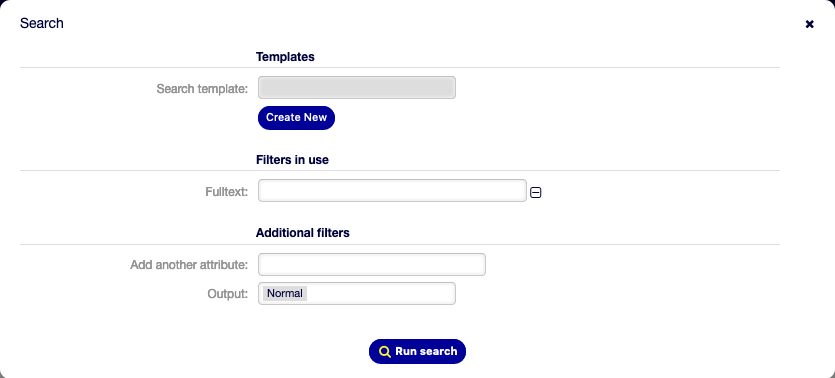 Search
Templates
Search template:
Create New
Filters in use
Fulltext:
Additional filters
Add another attribute:
Output: Normal
Run search